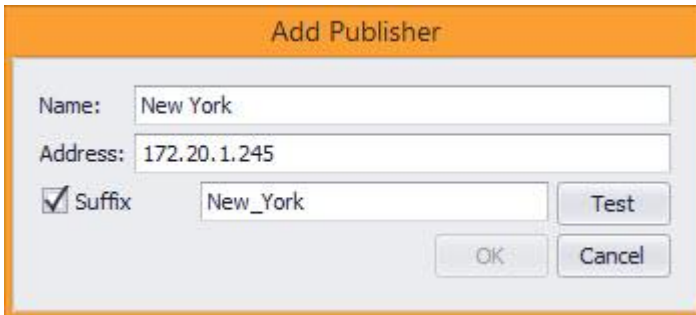 Add Publisher
Name: New York
Address: 172.20.1.245
Suffix New_York Test
OK Cancel